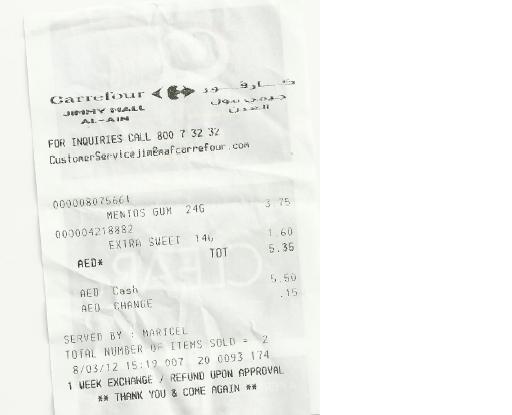 Carrefour كارفور
JIMMY MALL جيمي مول
AL-AIN العين
FOR INQUIRIES CALL 800 7 32 32
CustomerServicejim@mafcarrefour.com
000008075661
MENTOS GUM 24G 3.75
000004218882
EXTRA SWEET 14G 1.60
AED* TOT 5.35
AED Cash 5.50
AED CHANGE .15
SERVED BY : MARICEL
TOTAL NUMBER OF ITEMS SOLD = 2
8/03/12 15:19 007 20 0093 174
1 WEEK EXCHANGE / REFUND UPON APPROVAL
** THANK YOU & COME AGAIN **
CLEAR